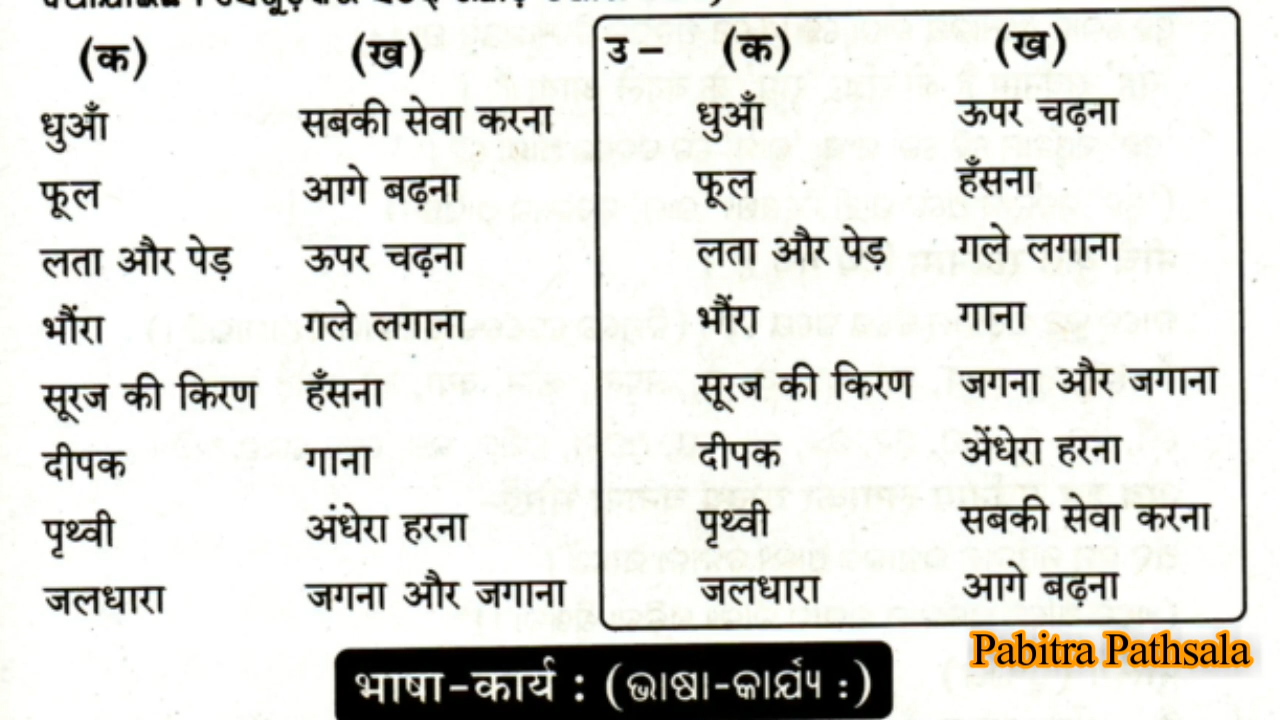 (क) (ख)
धुआँ सबकी सेवा करना
फूल आगे बढ़ना
लता और पेड़ ऊपर चढ़ना
भौंरा गले लगाना
सूरज की किरण हँसना
दीपक गाना
पृथ्वी अंधेरा हरना
जलधारा जगना और जगाना
उ– (क) (ख)
धुआँ ऊपर चढ़ना
फूल हँसना
लता और पेड़ गले लगाना
भौंरा गाना
सूरज की किरण जगना और जगाना
दीपक अेंधेरा हरना
पृथ्वी सबकी सेवा करना
जलधारा आगे बढ़ना
Pabitra Pathsala
भाषा-कार्य : (ଭାଷା-କାର୍ଯ୍ୟ :)